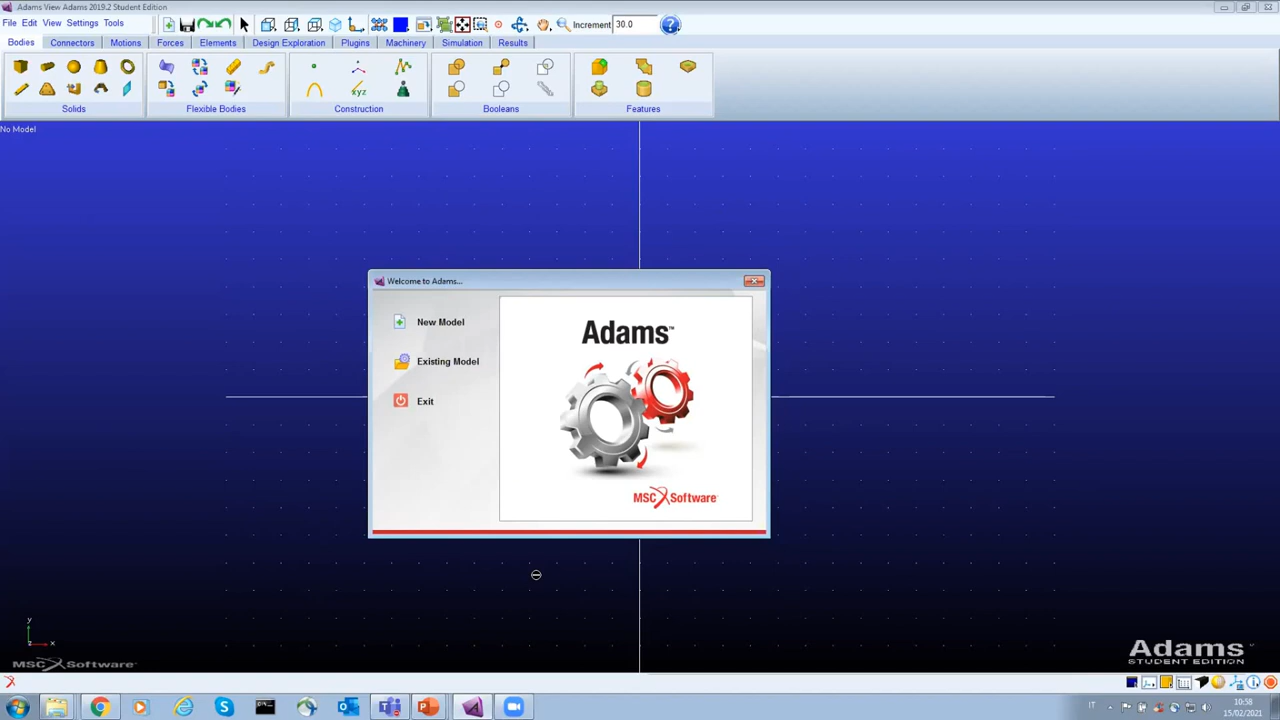 Adams View Adams 2019.2 Student Edition
File Edit View Settings Tools
Increment 30.0
Bodies Connectors Motions Forces Elements Design Exploration Plugins Machinery Simulation Results
Solids Flexible Bodies Construction Booleans Features
No Model
Welcome to Adams...
New Model
Existing Model
Exit
Adams™
MSC Software
y
z x
MSC Software
Adams
STUDENT EDITION
IT
10:58
15/02/2021